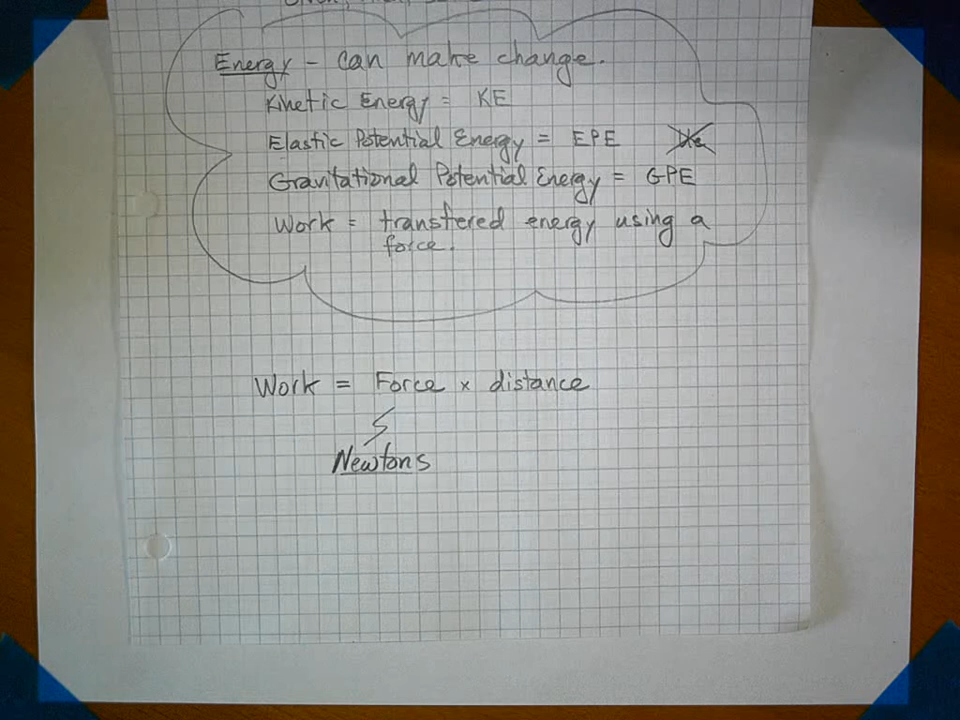 Energy - can make change.
Kinetic Energy = KE
Elastic Potential Energy = EPE
Gravitational Potential Energy = GPE
Work = transfered energy using a
force.
Work = Force x distance
Newtons